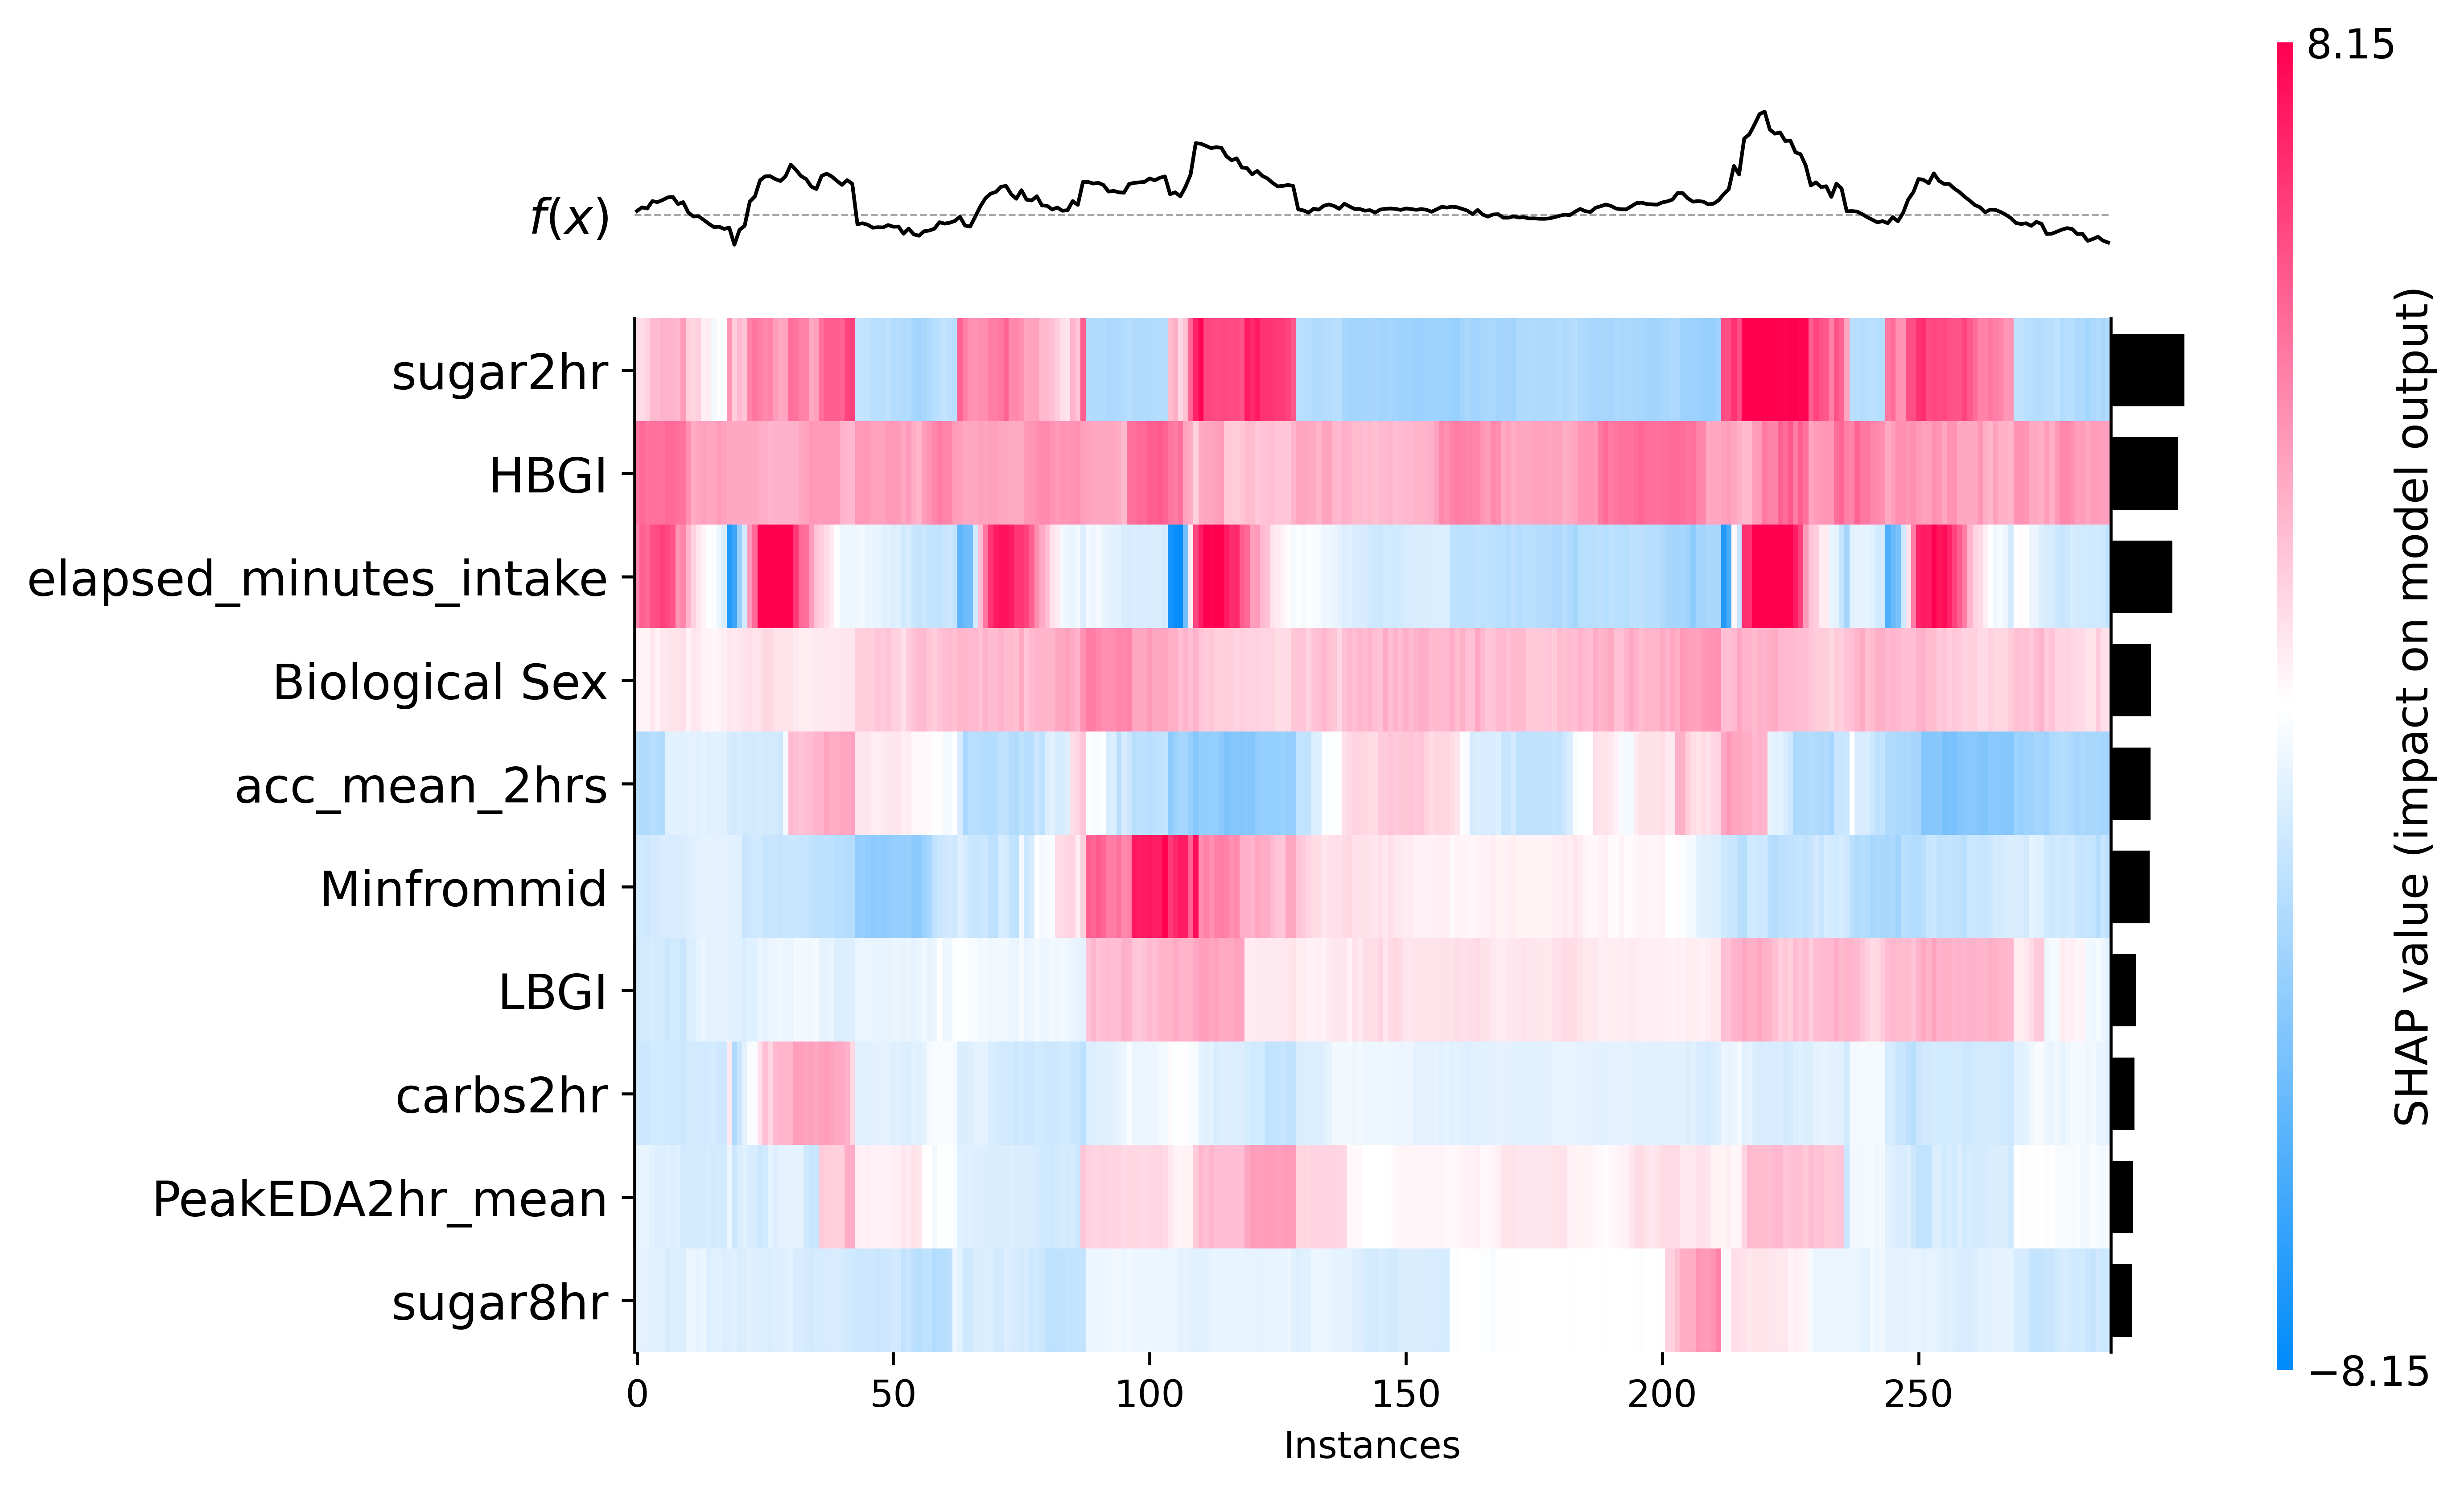 8.15
f(x)
sugar2hr
HBGI
elapsed_minutes_intake
Biological Sex
acc_mean_2hrs
Minfrommid
LBGI
carbs2hr
PeakEDA2hr_mean
sugar8hr
0 50 100 150 200 250
Instances
SHAP value (impact on model output)
−8.15